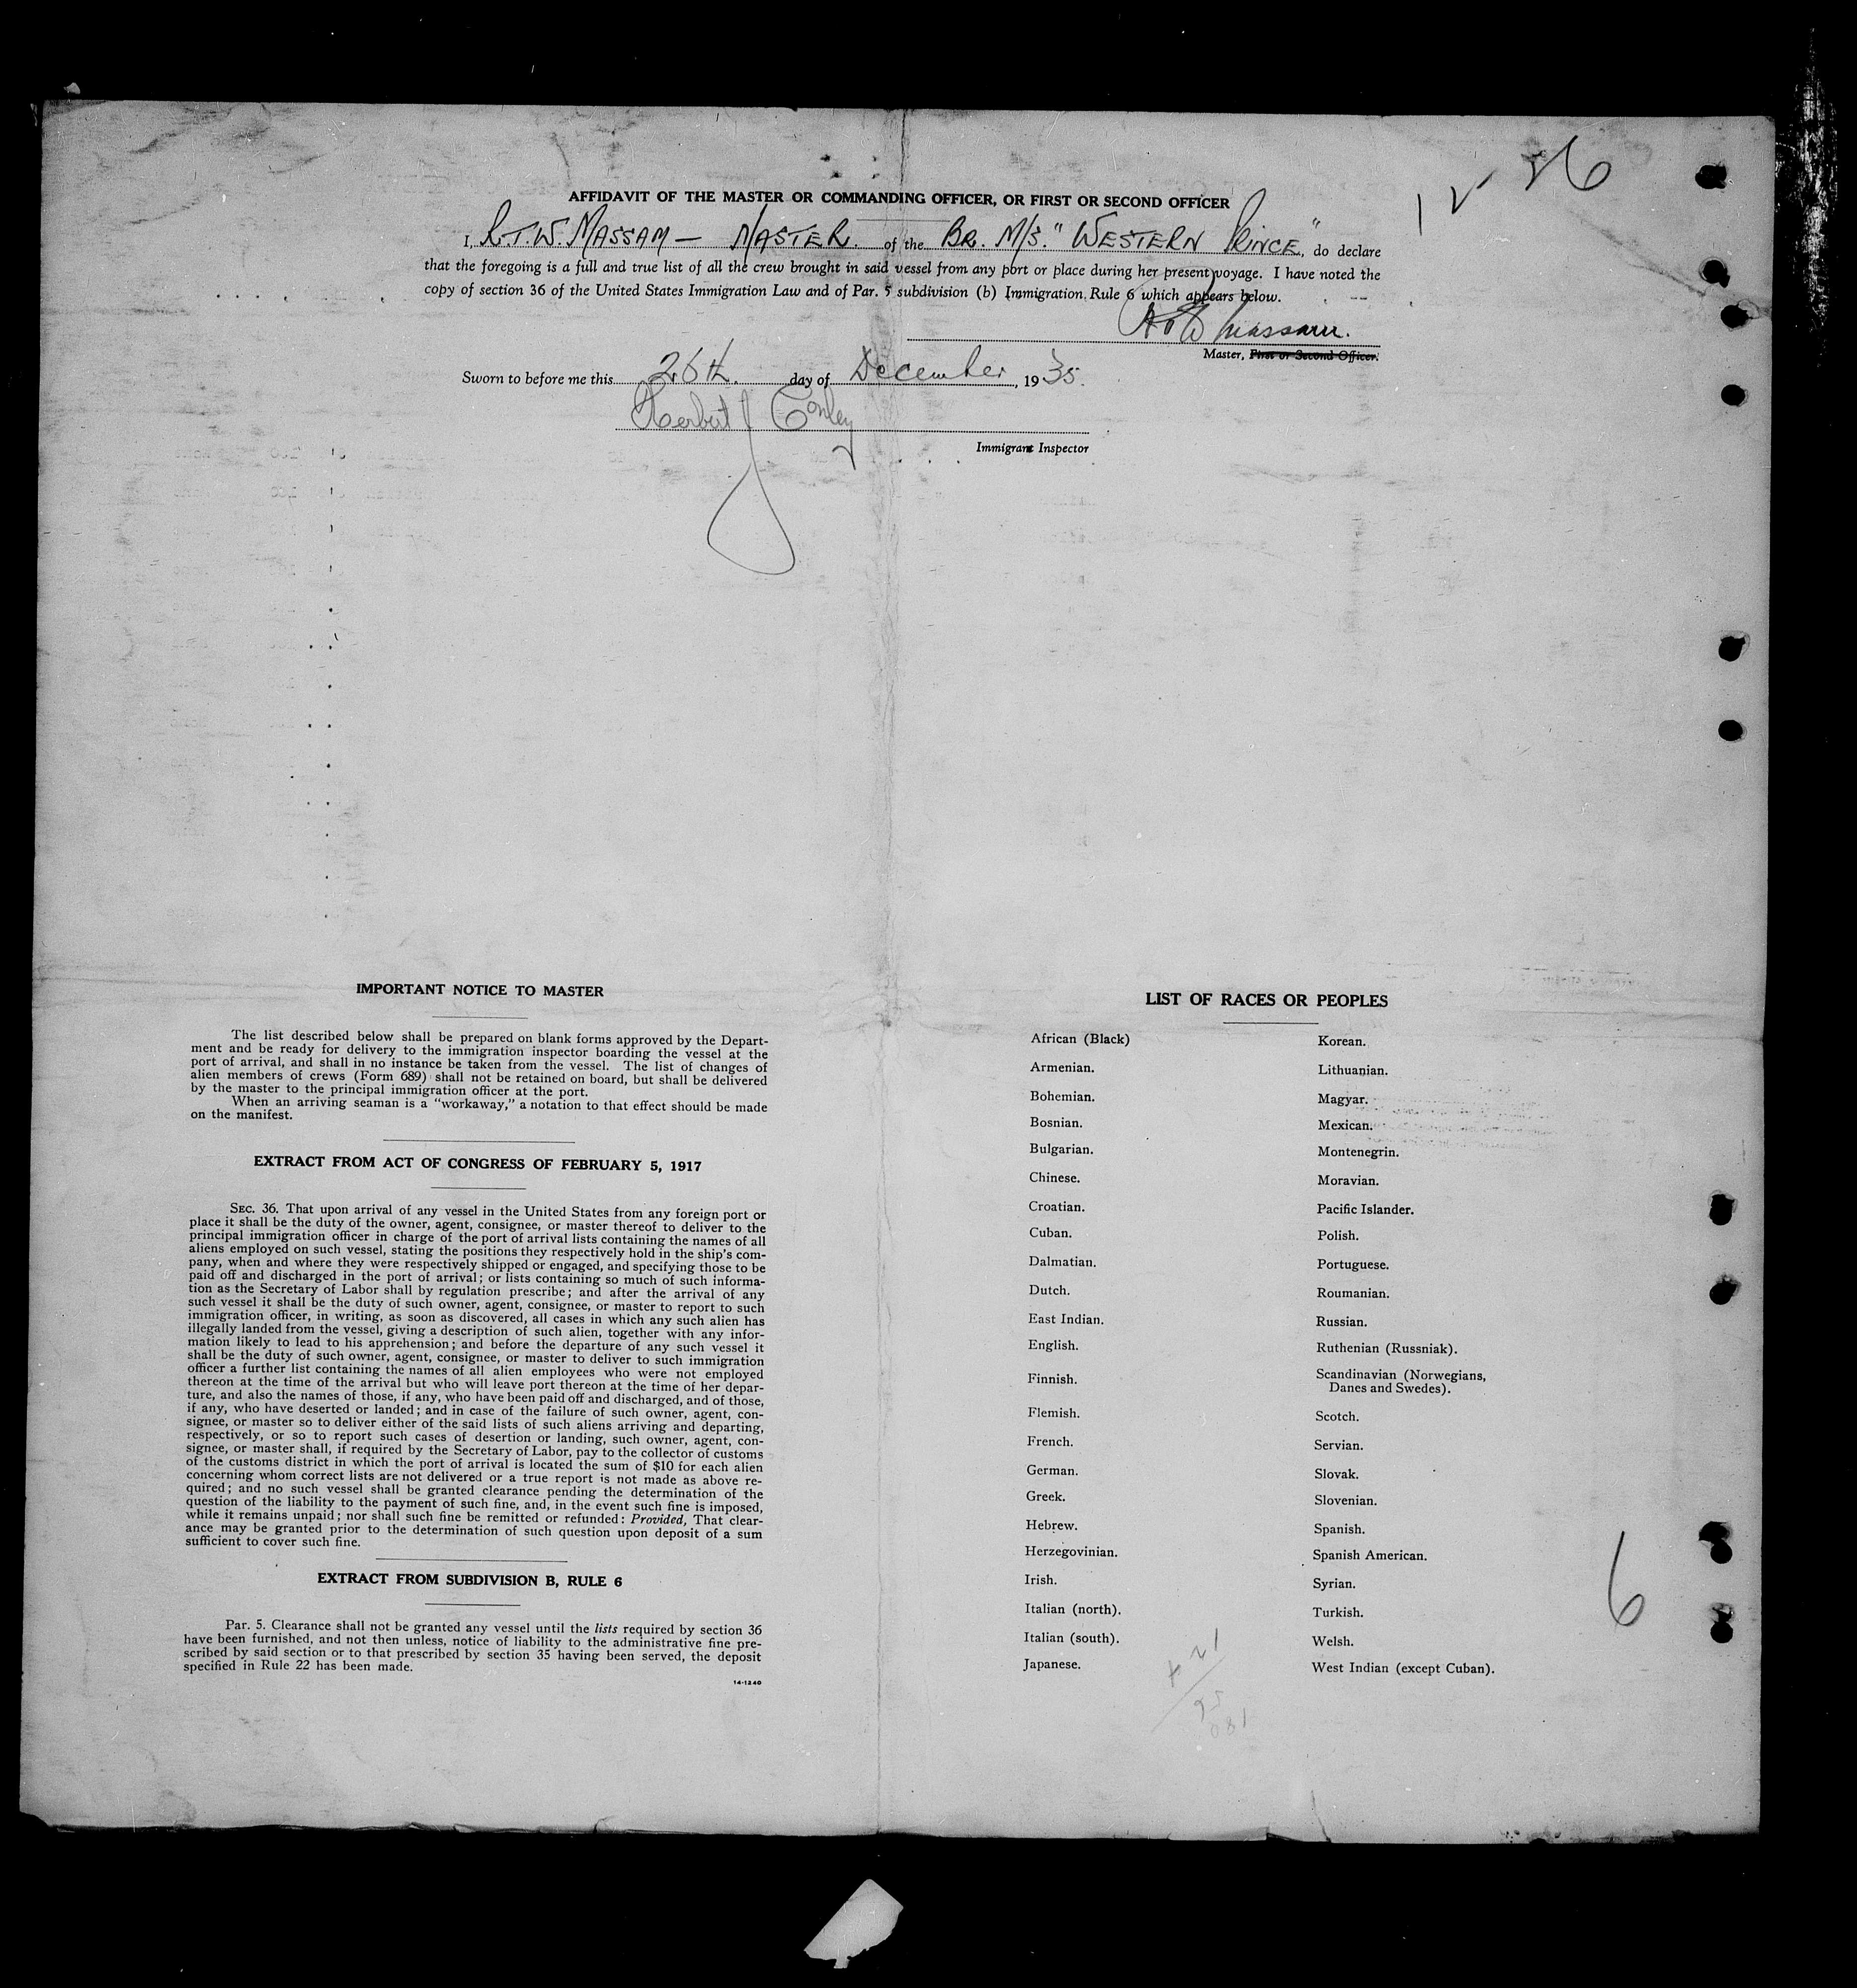 1 V 36
AFFIDAVIT OF THE MASTER OR COMMANDING OFFICER, OR FIRST OR SECOND OFFICER
I, R.T.W. MASSAM — MASTER. of the BR. M/S. "WESTERN PRINCE", do declare
that the foregoing is a full and true list of all the crew brought in said vessel from any port or place during her present voyage. I have noted the
copy of section 36 of the United States Immigration Law and of Par. 5 subdivision (b) Immigration Rule 6 which appears below.
Massam.
Master, First or Second Officer.
Sworn to before me this 26th. day of December, 1935.
Herbert J Conley
Immigrant Inspector
IMPORTANT NOTICE TO MASTER
The list described below shall be prepared on blank forms approved by the Depart-
ment and be ready for delivery to the immigration inspector boarding the vessel at the
port of arrival, and shall in no instance be taken from the vessel. The list of changes of
alien members of crews (Form 689) shall not be retained on board, but shall be delivered
by the master to the principal immigration officer at the port.
When an arriving seaman is a "workaway," a notation to that effect should be made
on the manifest.
EXTRACT FROM ACT OF CONGRESS OF FEBRUARY 5, 1917
SEC. 36. That upon arrival of any vessel in the United States from any foreign port or
place it shall be the duty of the owner, agent, consignee, or master thereof to deliver to the
principal immigration officer in charge of the port of arrival lists containing the names of all
aliens employed on such vessel, stating the positions they respectively hold in the ship's com-
pany, when and where they were respectively shipped or engaged, and specifying those to be
paid off and discharged in the port of arrival; or lists containing so much of such informa-
tion as the Secretary of Labor shall by regulation prescribe; and after the arrival of any
such vessel it shall be the duty of such owner, agent, consignee, or master to report to such
immigration officer, in writing, as soon as discovered, all cases in which any such alien has
illegally landed from the vessel, giving a description of such alien, together with any infor-
mation likely to lead to his apprehension; and before the departure of any such vessel it
shall be the duty of such owner, agent, consignee, or master to deliver to such immigration
officer a further list containing the names of all alien employees who were not employed
thereon at the time of the arrival but who will leave port thereon at the time of her depar-
ture, and also the names of those, if any, who have been paid off and discharged, and of those,
if any, who have deserted or landed; and in case of the failure of such owner, agent, con-
signee, or master so to deliver either of the said lists of such aliens arriving and departing,
respectively, or so to report such cases of desertion or landing, such owner, agent, con-
signee, or master shall, if required by the Secretary of Labor, pay to the collector of customs
of the customs district in which the port of arrival is located the sum of $10 for each alien
concerning whom correct lists are not delivered or a true report is not made as above re-
quired; and no such vessel shall be granted clearance pending the determination of the
question of the liability to the payment of such fine, and, in the event such fine is imposed,
while it remains unpaid; nor shall such fine be remitted or refunded: Provided, That clear-
ance may be granted prior to the determination of such question upon deposit of a sum
sufficient to cover such fine.
EXTRACT FROM SUBDIVISION B, RULE 6
Par. 5. Clearance shall not be granted any vessel until the lists required by section 36
have been furnished, and not then unless, notice of liability to the administrative fine pre-
scribed by said section or to that prescribed by section 35 having been served, the deposit
specified in Rule 22 has been made.
14-1240
LIST OF RACES OR PEOPLES
African (Black)
Armenian.
Bohemian.
Bosnian.
Bulgarian.
Chinese.
Croatian.
Cuban.
Dalmatian.
Dutch.
East Indian.
English.
Finnish.
Flemish.
French.
German.
Greek.
Hebrew.
Herzegovinian.
Irish.
Italian (north).
Italian (south).
Japanese.
Korean.
Lithuanian.
Magyar.
Mexican.
Montenegrin.
Moravian.
Pacific Islander.
Polish.
Portuguese.
Roumanian.
Russian.
Ruthenian (Russniak).
Scandinavian (Norwegians,
Danes and Swedes).
Scotch.
Servian.
Slovak.
Slovenian.
Spanish.
Spanish American.
Syrian.
Turkish.
Welsh.
West Indian (except Cuban).
6